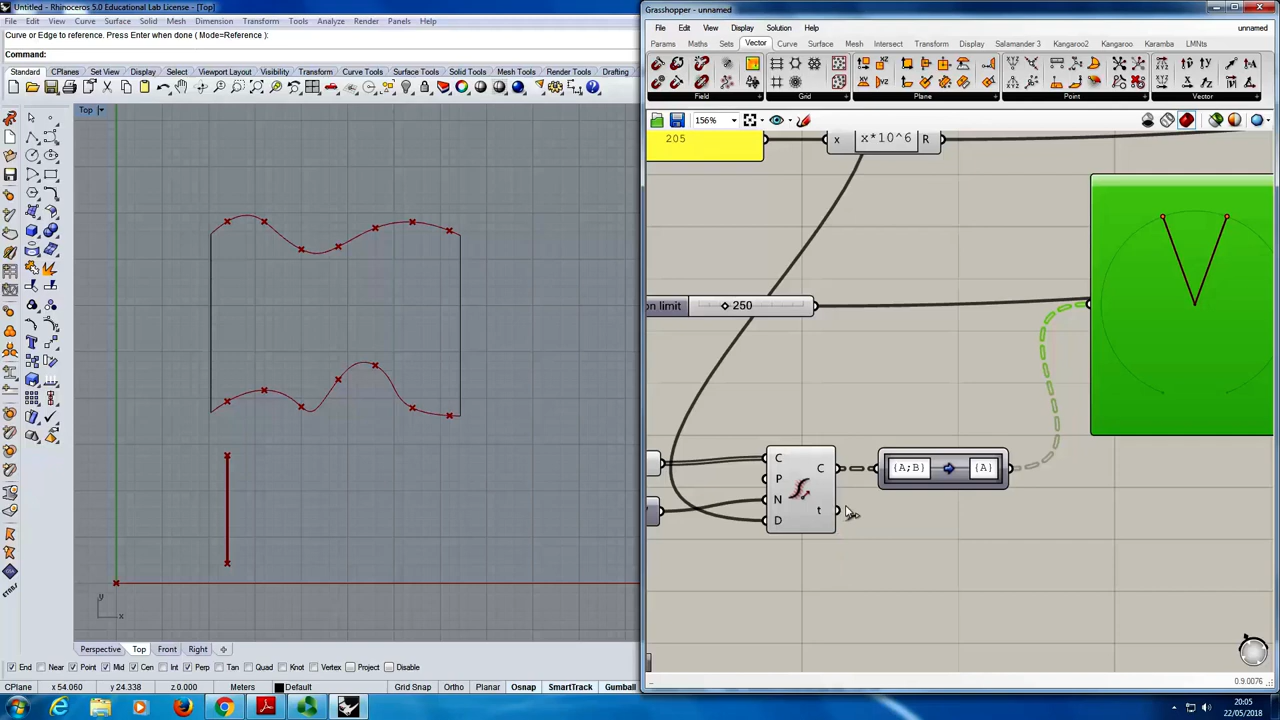 Untitled - Rhinoceros 5.0 Educational Lab License - [Top]
File Edit View Curve Surface Solid Mesh Dimension Transform Tools Analyze Render Panels Help
Curve or Edge to reference. Press Enter when done ( Mode=Reference ):
Command:
Standard CPlanes Set View Display Select Viewport Layout Visibility Transform Curve Tools Surface Tools Solid Tools Mesh Tools Render Tools Drafting
Top
y
x
Perspective Top Front Right
End Near Point Mid Cen Int Perp Tan Quad Knot Vertex Project Disable
CPlane x 54.060 y 24.338 z 0.000 Meters Default Grid Snap Ortho Planar Osnap SmartTrack Gumball
Grasshopper - unnamed
File Edit View Display Solution Help unnamed
Params Maths Sets Vector Curve Surface Mesh Intersect Transform Display Salamander 3 Kangaroo2 Kangaroo Karamba LMNts
Field Grid Plane Point Vector
156%
205
x x*10^6 R
on limit 250
C
P
N
D
C
t
{A;B} {A}
0.9.0076
20:05
22/05/2018